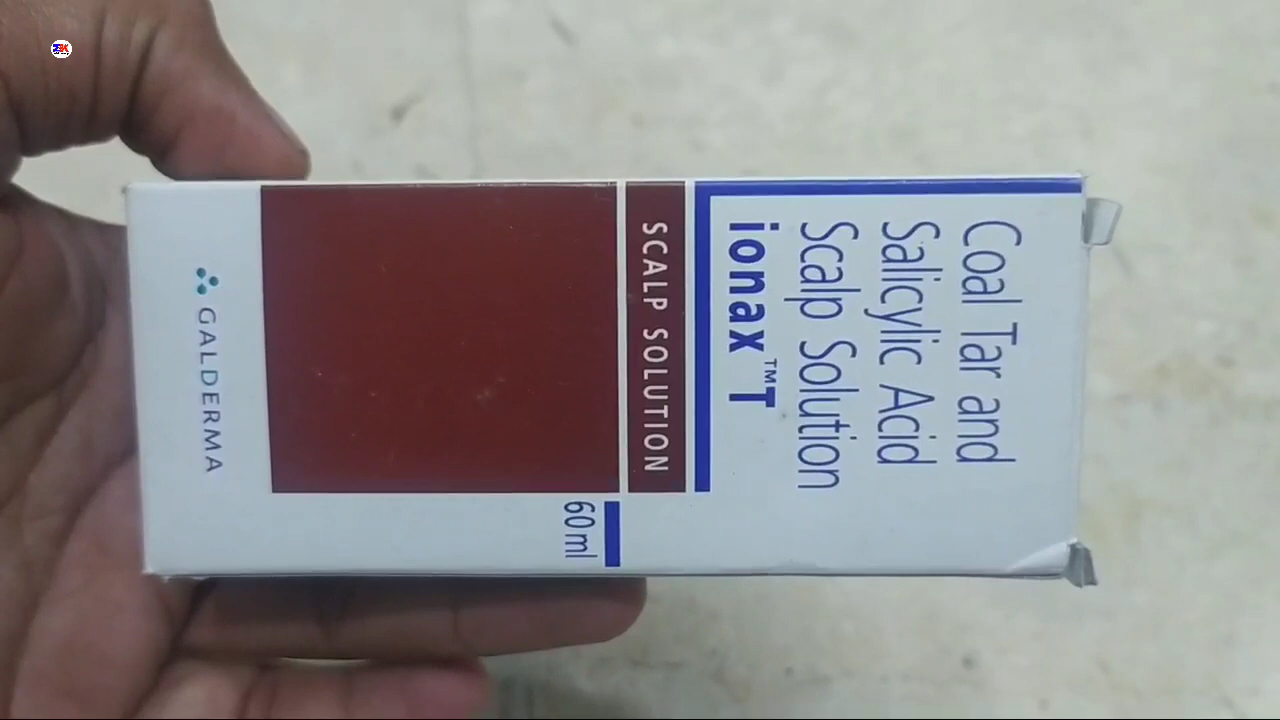 Coal Tar and
Salicylic Acid
Scalp Solution
ionax™T
SCALP SOLUTION
60 ml
GALDERMA